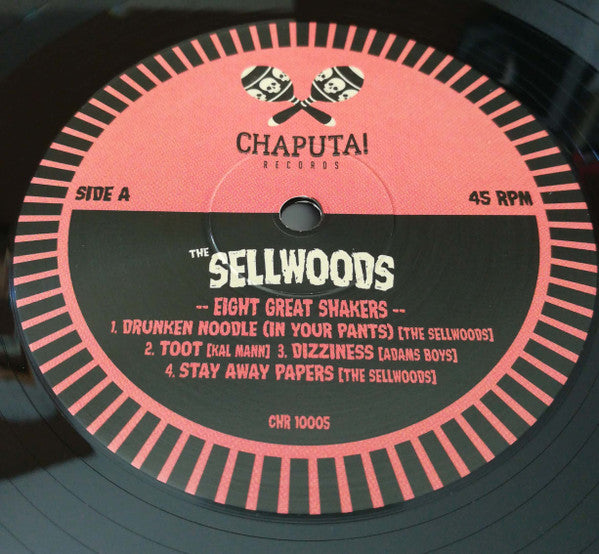 CHAPUTA!
RECORDS
SIDE A
45 RPM
THE SELLWOODS
-- EIGHT GREAT SHAKERS --
1. DRUNKEN NOODLE (IN YOUR PANTS) [THE SELLWOODS]
2. TOOT [KAL MANN] 3. DIZZINESS [ADAMS BOYS]
4. STAY AWAY PAPERS [THE SELLWOODS]
CHR 10005